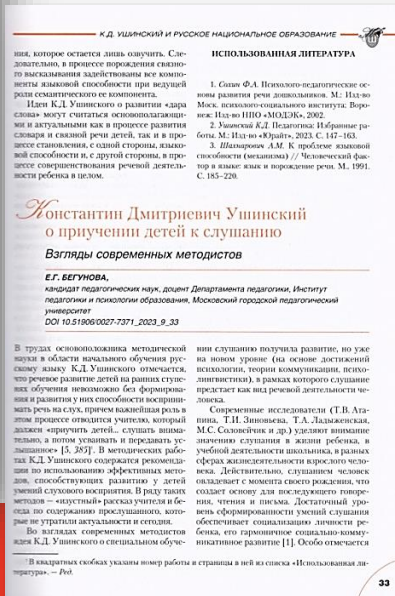 К.Д. УШИНСКИЙ И РУССКОЕ НАЦИОНАЛЬНОЕ ОБРАЗОВАНИЕ
ния, которое остается лишь озвучить. Сле-
довательно, в процессе порождения связно-
го высказывания задействованы все компо-
ненты языковой способности при ведущей
роли семантического ее компонента.
Идеи К.Д. Ушинского о развитии «дара
слова» могут считаться основополагающи-
ми и актуальными как в процессе развития
словаря и связной речи детей, так и в про-
цессе становления, с одной стороны, языко-
вой способности и, с другой стороны, в про-
цессе совершенствования речевой деятельно-
сти ребенка в целом.
ИСПОЛЬЗОВАННАЯ ЛИТЕРАТУРА
1. Сохин Ф.А. Психолого-педагогические ос-
новы развития речи дошкольников. М.: Изд-во
Моск. психолого-социального института; Воро-
неж: Изд-во НПО «МОДЭК», 2002.
2. Ушинский К.Д. Педагогика: Избранные ра-
боты. М.: Изд-во «Юрайт», 2023. С. 147–163.
3. Шахнарович А.М. К проблеме языковой
способности (механизма) // Человеческий фак-
тор в языке: язык и порождение речи. М., 1991.
С. 185–220.
Константин Дмитриевич Ушинский
о приучении детей к слушанию
Взгляды современных методистов
Е.Г. БЕГУНОВА,
кандидат педагогических наук, доцент Департамента педагогики, Институт
педагогики и психологии образования, Московский городской педагогический
университет
DOI 10.51906/0027-7371_2023_9_33
В трудах основоположника методической
науки в области начального обучения рус-
скому языку К.Д. Ушинского отмечается,
что речевое развитие детей на ранних ступе-
нях обучения невозможно без формирова-
ния и развития у них способности восприни-
мать речь на слух, причем важнейшая роль в
этом процессе отводится учителю, который
должен «приучить детей... слушать внима-
тельно, а потом усваивать и передавать ус-
лышанное» [5, 385]¹. В методических рабо-
тах К.Д. Ушинского содержатся рекоменда-
ции по использованию эффективных мето-
дов, способствующих развитию у детей
умений слухового восприятия. В ряду таких
методов – «изустный» рассказ учителя и бе-
седа по содержанию прослушанного, кото-
рые не утратили актуальности и сегодня.
Во взглядах современных методистов
идея К.Д. Ушинского о специальном обуче-
нии слушанию получила развитие, но уже
на новом уровне (на основе достижений
психологии, теории коммуникации, психо-
лингвистики), в рамках которого слушание
предстает как вид речевой деятельности че-
ловека.
Современные исследователи (Т.В. Ага-
пина, Т.И. Зиновьева, Т.А. Ладыженская,
М.С. Соловейчик и др.) уделяют внимание
значению слушания в жизни ребенка, в
учебной деятельности школьника, в разных
сферах жизнедеятельности взрослого чело-
века. Действительно, слушанием человек
овладевает с момента своего рождения, что
создает основу для последующего говоре-
ния, чтения и письма. Достаточный уро-
вень сформированности умений слушания
обеспечивает социализацию личности ре-
бенка, его гармоничное социально-комму-
никативное развитие [1]. Особо отмечается
¹ В квадратных скобках указаны номер работы и страницы в ней из списка «Использованная ли-
тература». – Ред.
33